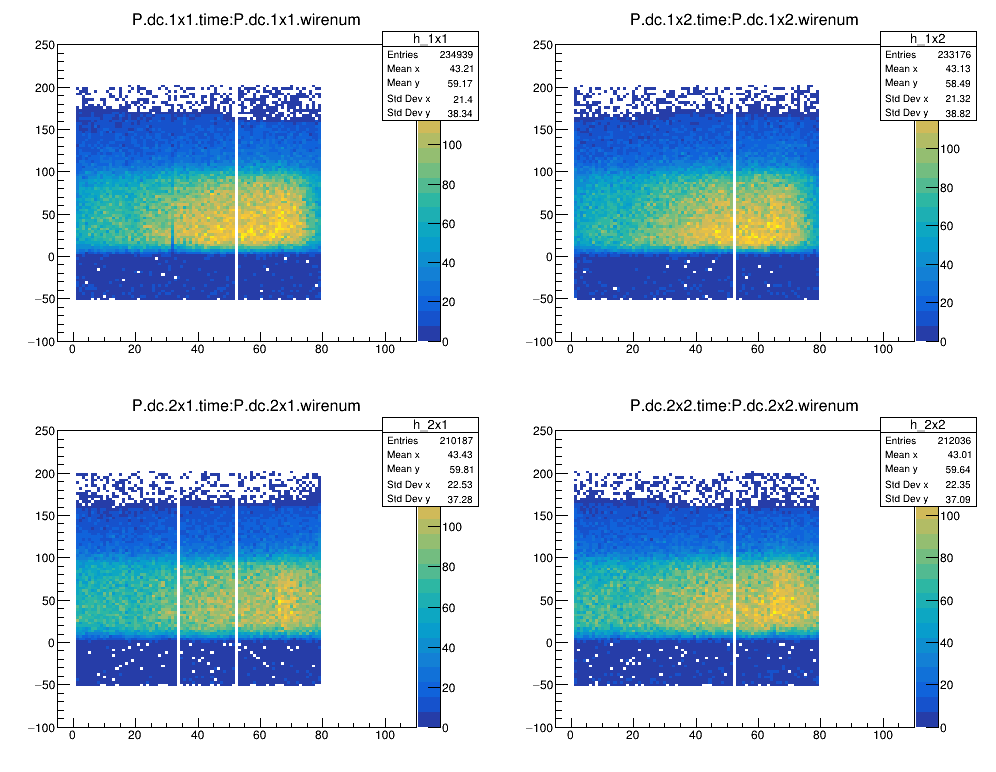 P.dc.1x1.time:P.dc.1x1.wirenum
h_1x1
Entries 234939
Mean x 43.21
Mean y 59.17
Std Dev x 21.4
Std Dev y 38.34
250
200
150
100
50
0
−50
−100
0 20 40 60 80 100
100
80
60
40
20
0
P.dc.1x2.time:P.dc.1x2.wirenum
h_1x2
Entries 233176
Mean x 43.13
Mean y 58.49
Std Dev x 21.32
Std Dev y 38.82
250
200
150
100
50
0
−50
−100
0 20 40 60 80 100
100
80
60
40
20
0
P.dc.2x1.time:P.dc.2x1.wirenum
h_2x1
Entries 210187
Mean x 43.43
Mean y 59.81
Std Dev x 22.53
Std Dev y 37.28
250
200
150
100
50
0
−50
−100
0 20 40 60 80 100
100
80
60
40
20
0
P.dc.2x2.time:P.dc.2x2.wirenum
h_2x2
Entries 212036
Mean x 43.01
Mean y 59.64
Std Dev x 22.35
Std Dev y 37.09
250
200
150
100
50
0
−50
−100
0 20 40 60 80 100
100
80
60
40
20
0